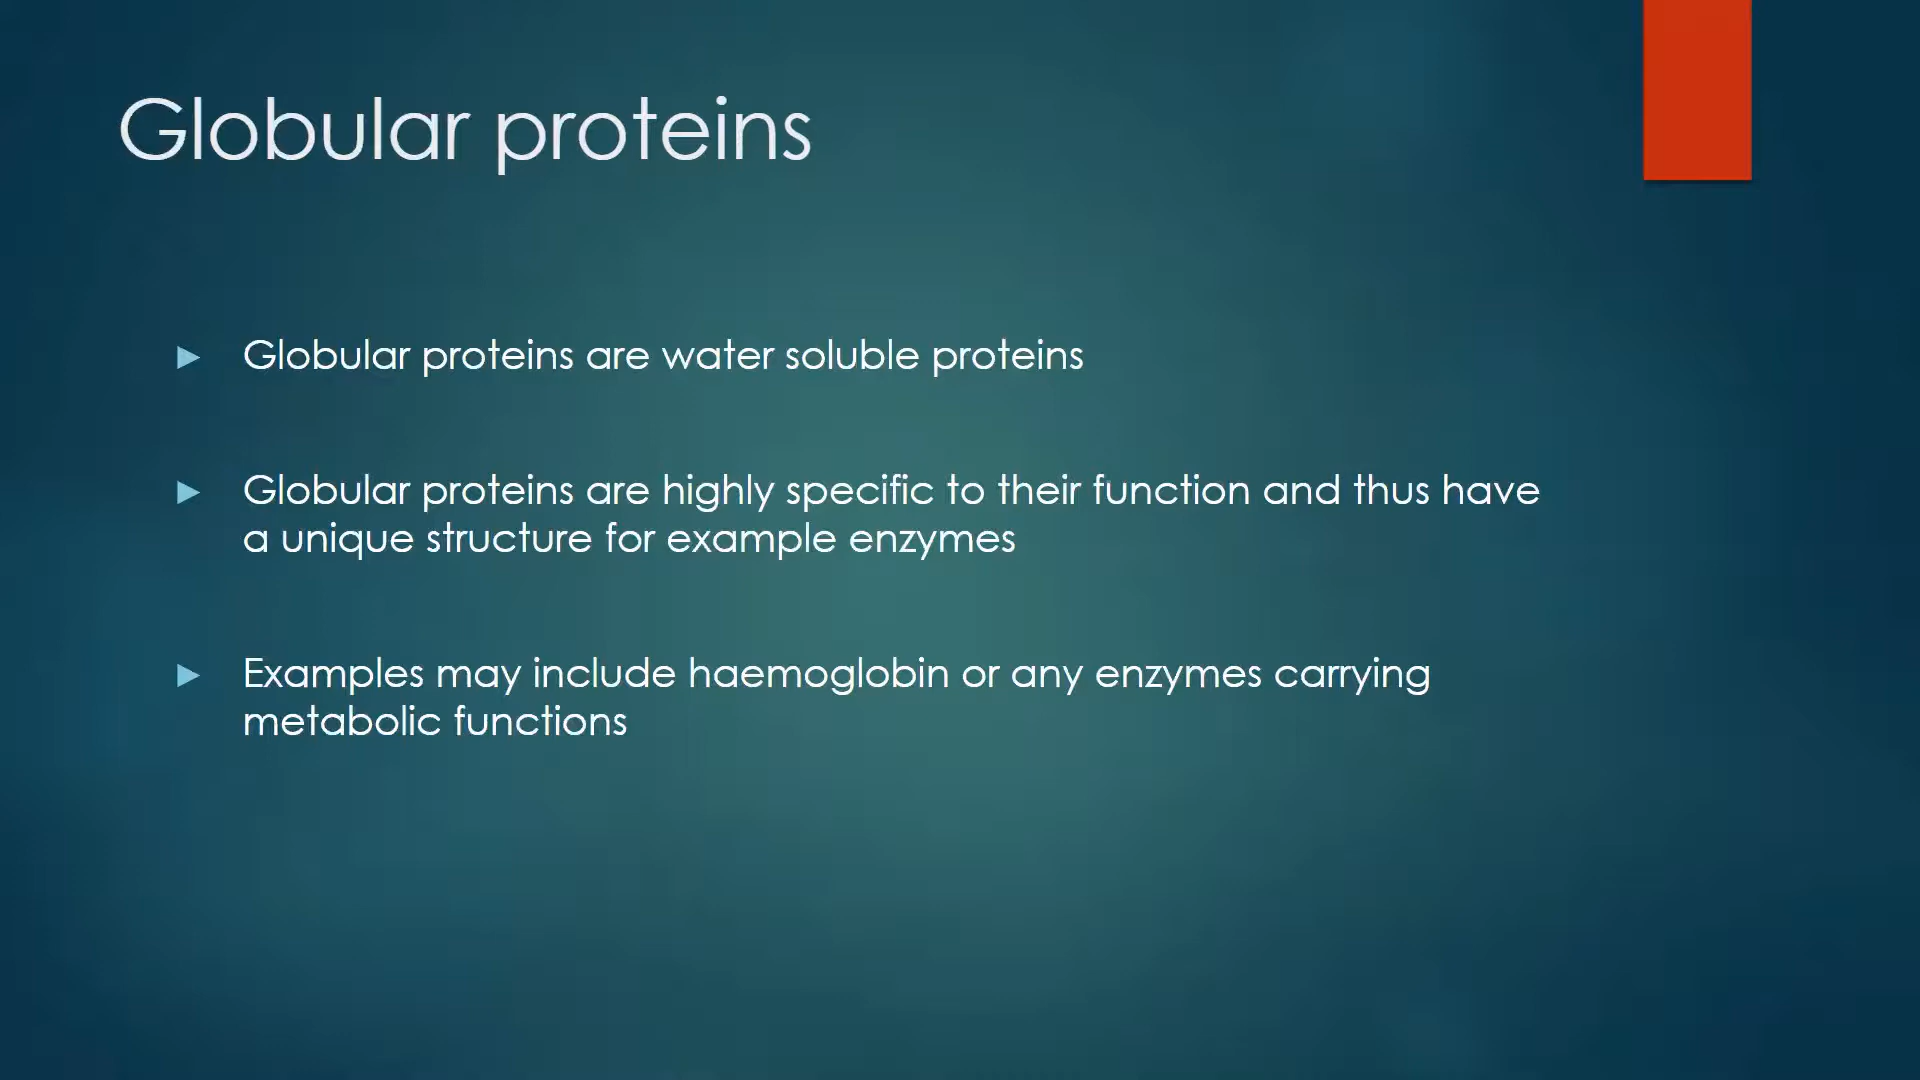 Globular proteins
Globular proteins are water soluble proteins
Globular proteins are highly specific to their function and thus have
a unique structure for example enzymes
Examples may include haemoglobin or any enzymes carrying
metabolic functions